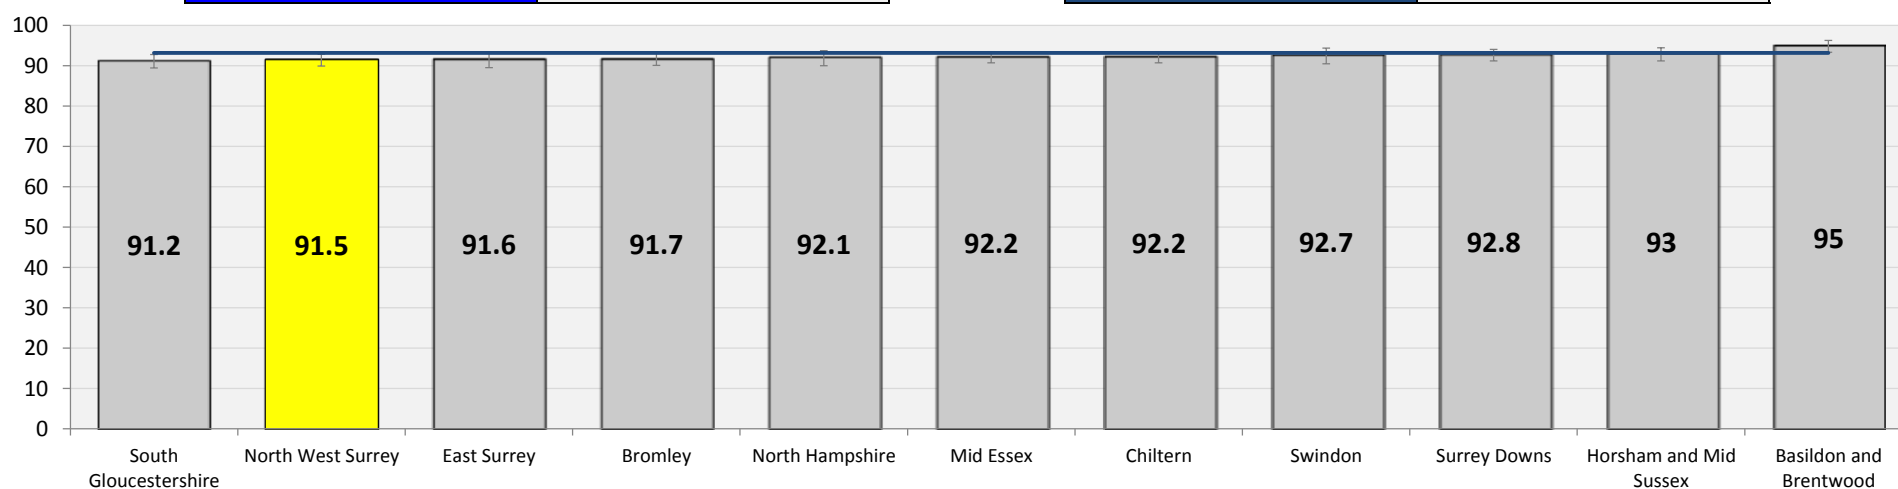 100
90
80
70
60
50
40
30
20
10
0
91.2
91.5
91.6
91.7
92.1
92.2
92.2
92.7
92.8
93
95
South
Gloucestershire
North West Surrey
East Surrey
Bromley
North Hampshire
Mid Essex
Chiltern
Swindon
Surrey Downs
Horsham and Mid
Sussex
Basildon and
Brentwood